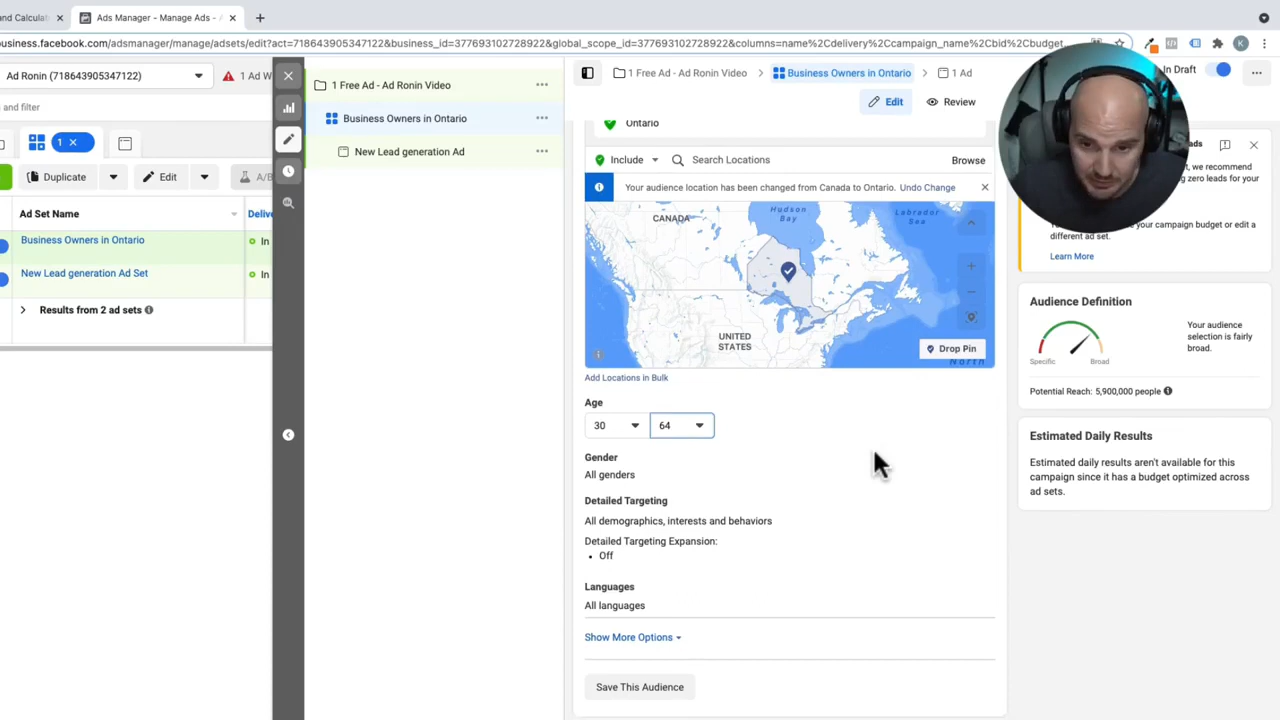 and Calcula
Ads Manager - Manage Ads - A
usiness.facebook.com/adsmanager/manage/adsets/edit?act=718643905347122&business_id=377693102728922&global_scope_id=377693102728922&columns=name%2Cdelivery%2Ccampaign_name%2Cbid%2Cbudget...
K
Ad Ronin (718643905347122)
1 Ad W
and filter
1
Duplicate
Edit
A/B
Ad Set Name
Delive
Business Owners in Ontario
In
New Lead generation Ad Set
In
Results from 2 ad sets
1 Free Ad - Ad Ronin Video
Business Owners in Ontario
New Lead generation Ad
1 Free Ad - Ad Ronin Video
Business Owners in Ontario
1 Ad
In Draft
Edit
Review
Ontario
Include
Search Locations
Browse
Your audience location has been changed from Canada to Ontario. Undo Change
CANADA
Hudson
Bay
Labrador
Sea
UNITED
STATES
Drop Pin
North
Add Locations in Bulk
Age
30
64
Gender
All genders
Detailed Targeting
All demographics, interests and behaviors
Detailed Targeting Expansion:
• Off
Languages
All languages
Show More Options
Save This Audience
ads
, we recommend
zero leads for your
your campaign budget or edit a
different ad set.
Learn More
Audience Definition
Specific
Broad
Your audience
selection is fairly
broad.
Potential Reach: 5,900,000 people
Estimated Daily Results
Estimated daily results aren't available for this
campaign since it has a budget optimized across
ad sets.